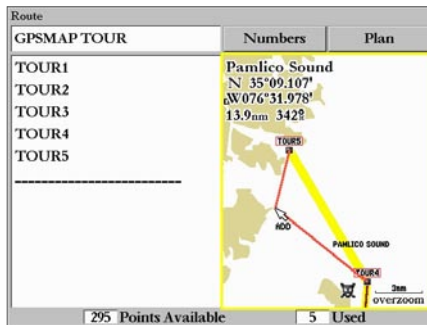 Route
GPSMAP TOUR
Numbers
Plan
TOUR1
TOUR2
TOUR3
TOUR4
TOUR5
--------------------------
Pamlico Sound
N 35°09.107'
W076°31.978'
13.9nm 342º
TOUR5
ADD
PAMLICO SOUND
TOUR4
3nm
overzoom
295 Points Available
5 Used